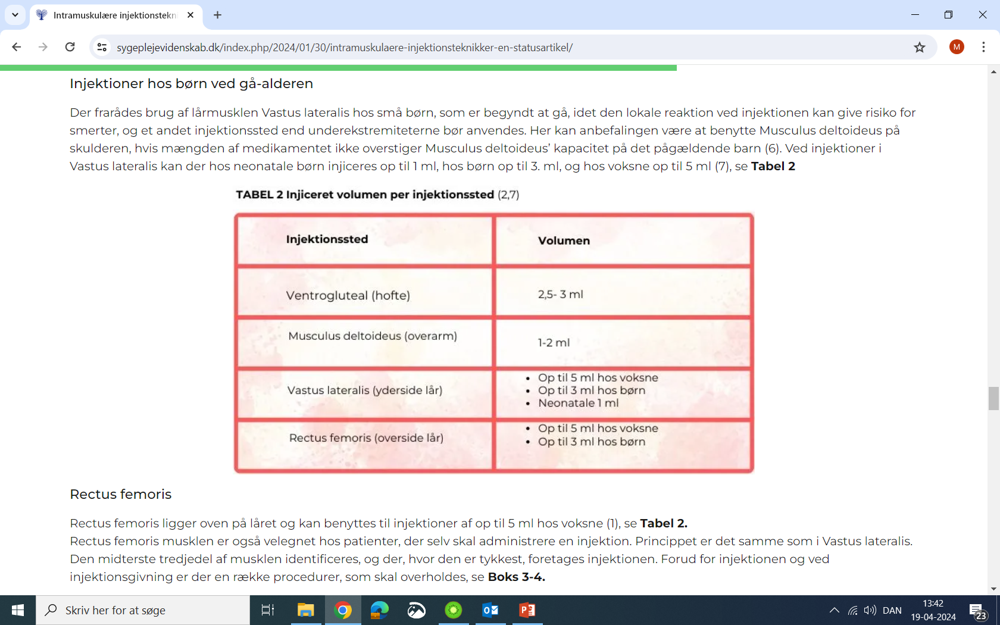 Intramuskulære injektionstekn
sygeplejevidenskab.dk/index.php/2024/01/30/intramuskulaere-injektionsteknikker-en-statusartikel/
M
Injektioner hos børn ved gå-alderen
Der frarådes brug af lårmusklen Vastus lateralis hos små børn, som er begyndt at gå, idet den lokale reaktion ved injektionen kan give risiko for
smerter, og et andet injektionssted end underekstremiteterne bør anvendes. Her kan anbefalingen være at benytte Musculus deltoideus på
skulderen, hvis mængden af medikamentet ikke overstiger Musculus deltoideus’ kapacitet på det pågældende barn (6). Ved injektioner i
Vastus lateralis kan der hos neonatale børn injiceres op til 1 ml, hos børn op til 3. ml, og hos voksne op til 5 ml (7), se Tabel 2
TABEL 2 Injiceret volumen per injektionssted (2,7)
Injektionssted
Volumen
Ventrogluteal (hofte)
2,5- 3 ml
Musculus deltoideus (overarm)
1-2 ml
Vastus lateralis (yderside lår)
• Op til 5 ml hos voksne
• Op til 3 ml hos børn
• Neonatale 1 ml
Rectus femoris (overside lår)
• Op til 5 ml hos voksne
• Op til 3 ml hos børn
Rectus femoris
Rectus femoris ligger oven på låret og kan benyttes til injektioner af op til 5 ml hos voksne (1), se Tabel 2.
Rectus femoris musklen er også velegnet hos patienter, der selv skal administrere en injektion. Princippet er det samme som i Vastus lateralis.
Den midterste tredjedel af musklen identificeres, og der, hvor den er tykkest, foretages injektionen. Forud for injektionen og ved
injektionsgivning er der en række procedurer, som skal overholdes, se Boks 3-4.
Skriv her for at søge
DAN
13:42
19-04-2024
23